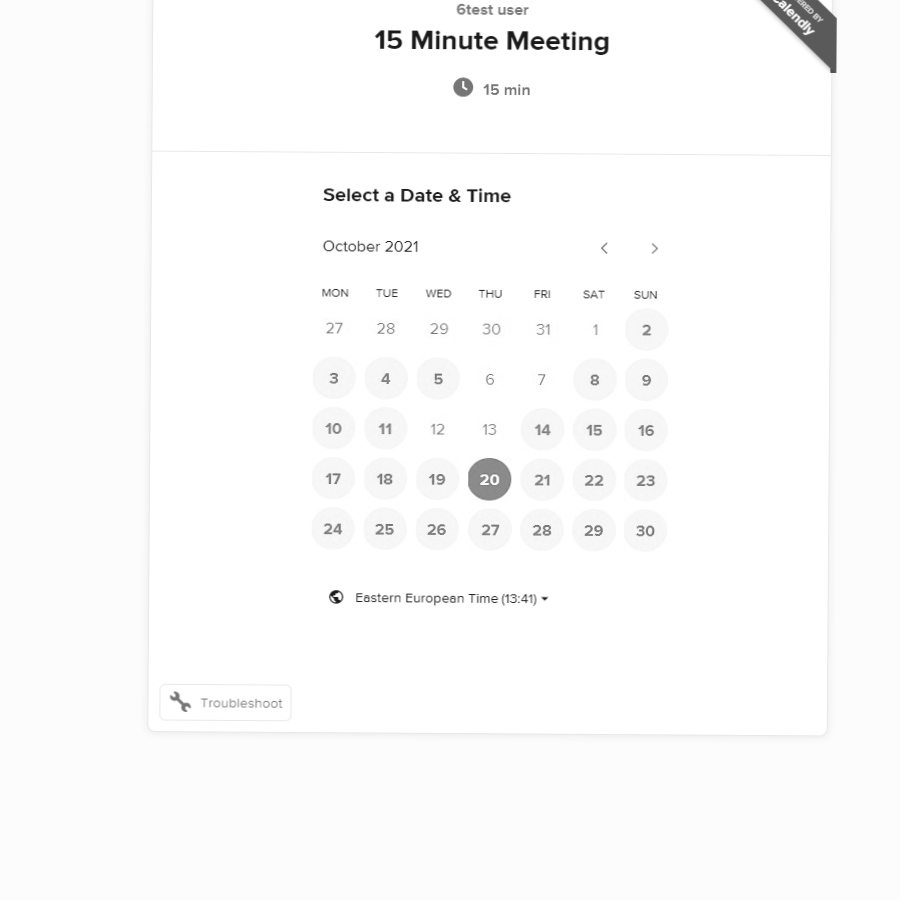 6test user
15 Minute Meeting
15 min
Calendly
Select a Date & Time
October 2021
MON TUE WED THU FRI SAT SUN
27 28 29 30 31 1 2
3 4 5 6 7 8 9
10 11 12 13 14 15 16
17 18 19 20 21 22 23
24 25 26 27 28 29 30
Eastern European Time (13:41)
Troubleshoot